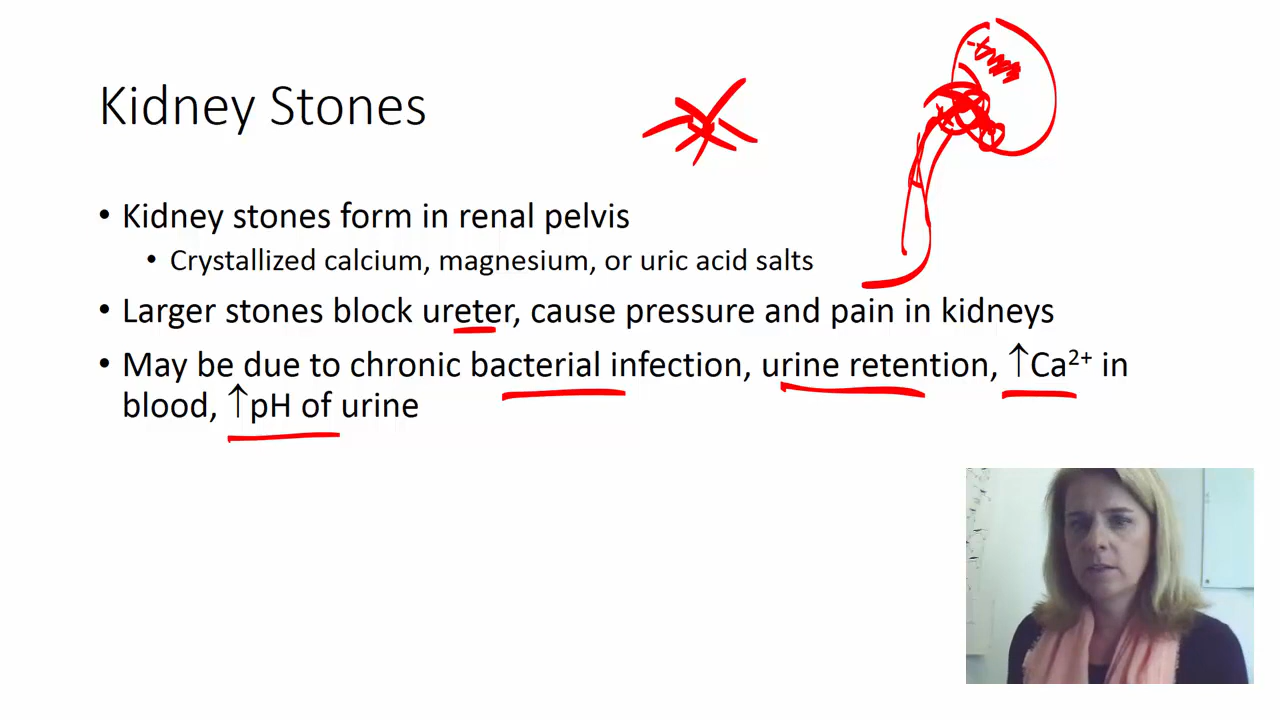 Kidney Stones
• Kidney stones form in renal pelvis
• Crystallized calcium, magnesium, or uric acid salts
• Larger stones block ureter, cause pressure and pain in kidneys
• May be due to chronic bacterial infection, urine retention, ↑Ca²⁺ in
blood, ↑pH of urine